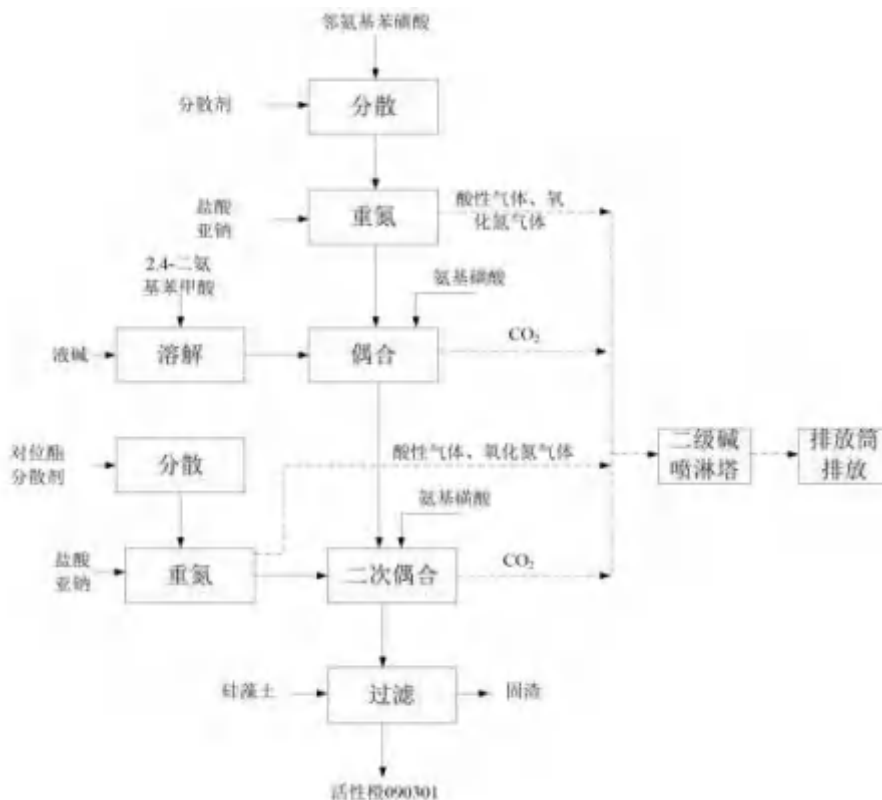 邻氨基苯磺酸
分散剂
分散
盐酸
亚钠
重氮
酸性气体、氧
化氮气体
2.4-二氨
基苯甲酸
氨基磺酸
液碱
溶解
偶合
CO₂
对位酯
分散剂
分散
酸性气体、氧化氮气体
二级碱
喷淋塔
排放筒
排放
氨基磺酸
盐酸
亚钠
重氮
二次偶合
CO₂
硅藻土
过滤
固渣
活性橙090301